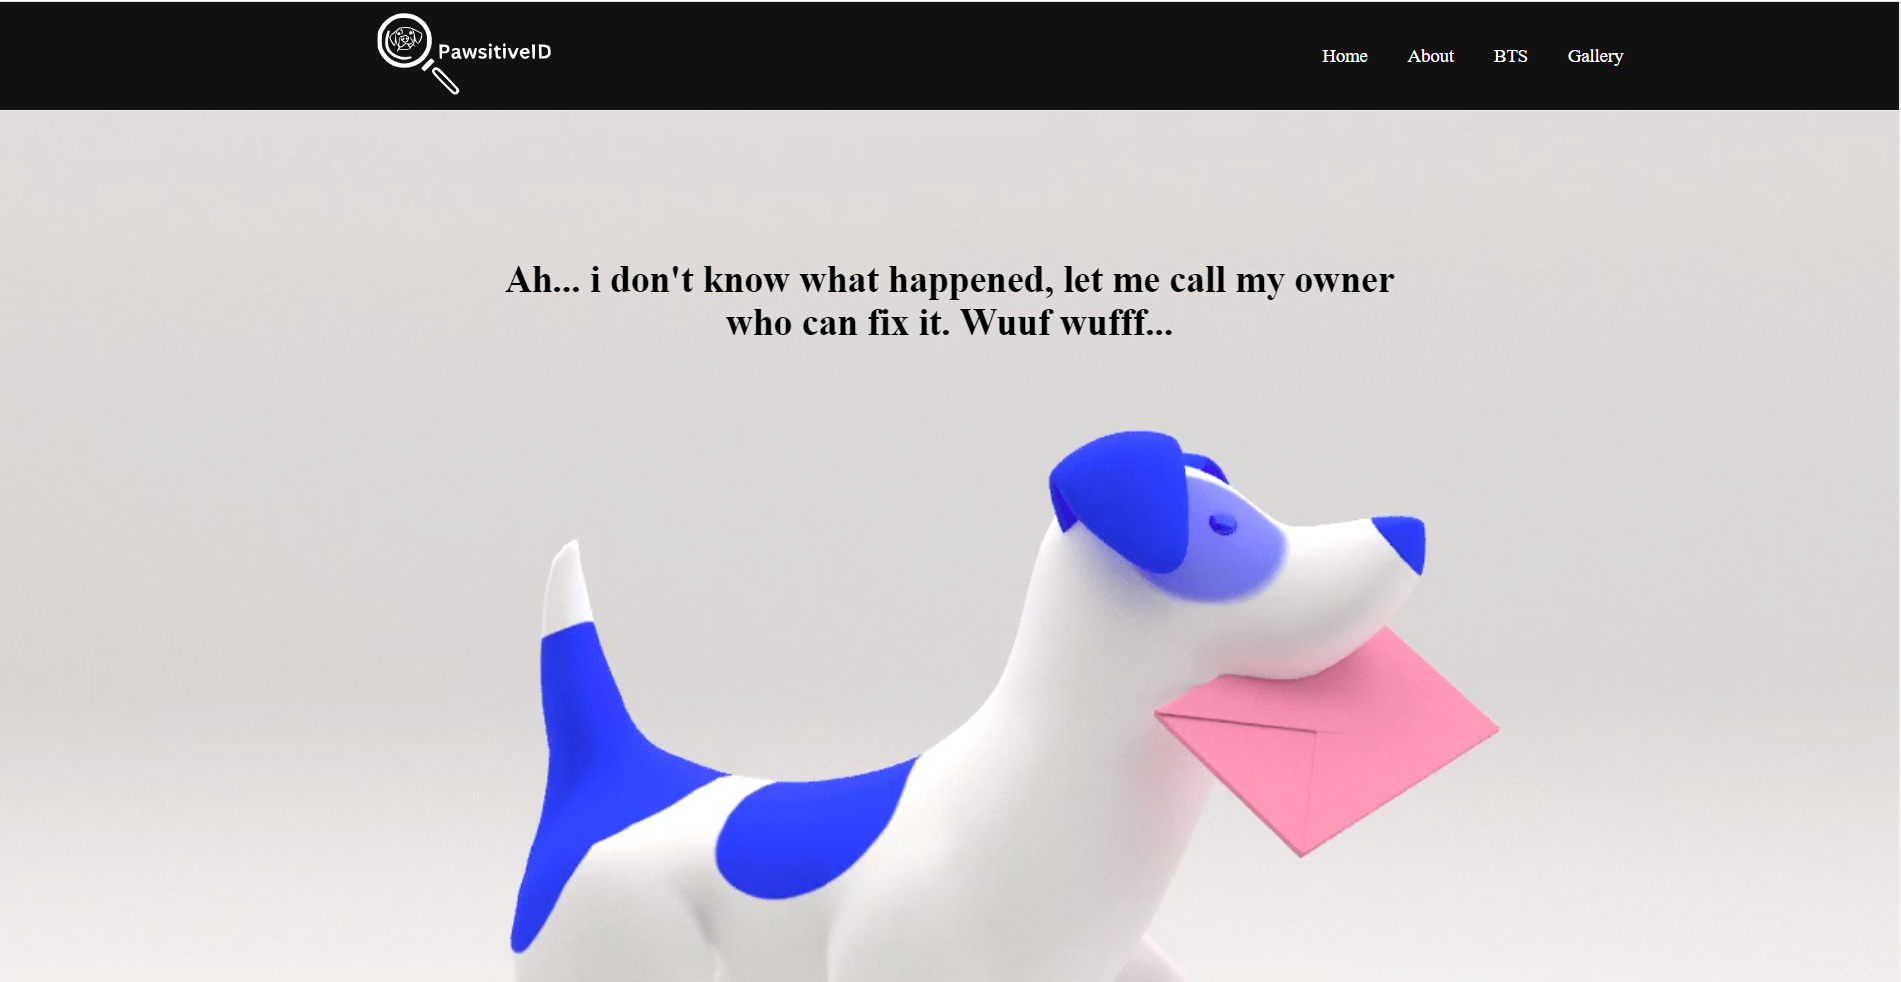 PawsitiveID
Home About BTS Gallery
Ah... i don't know what happened, let me call my owner
who can fix it. Wuuf wufff...